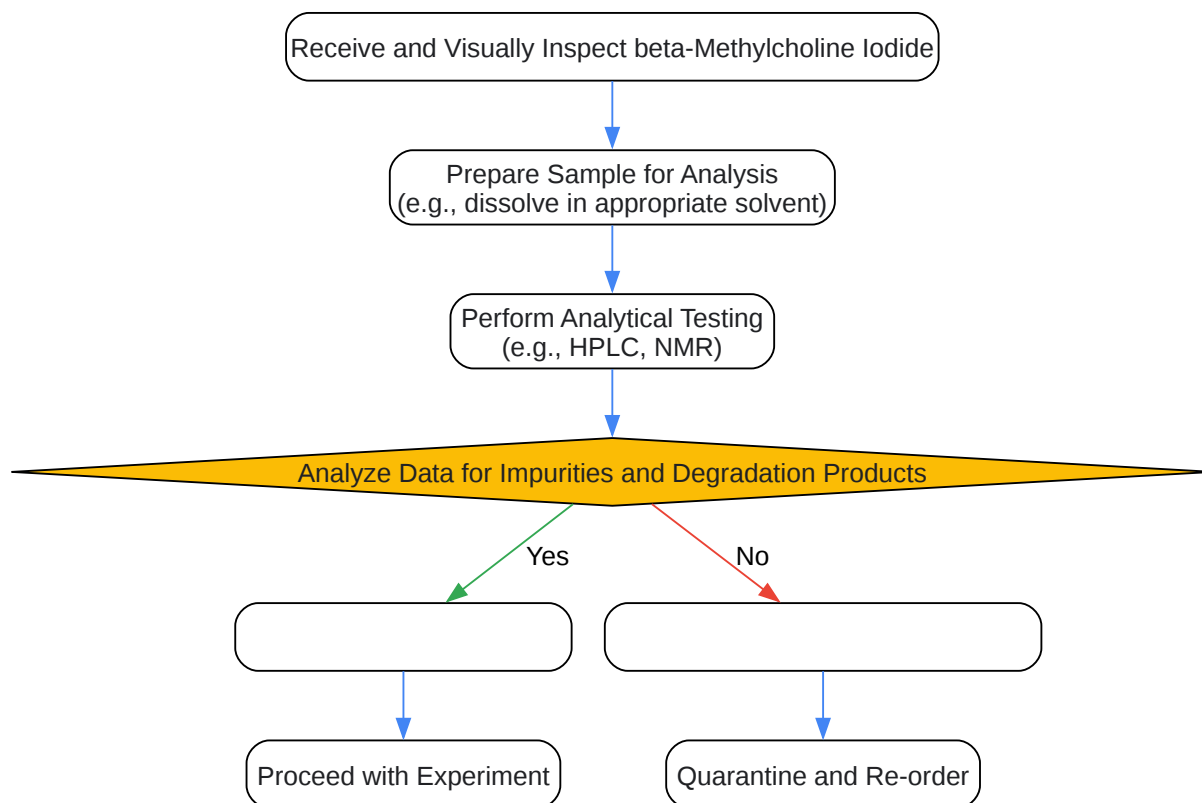 Receive and Visually Inspect beta-Methylcholine Iodide
Prepare Sample for Analysis
(e.g., dissolve in appropriate solvent)
Perform Analytical Testing
(e.g., HPLC, NMR)
Analyze Data for Impurities and Degradation Products
Yes
No
Proceed with Experiment
Quarantine and Re-order